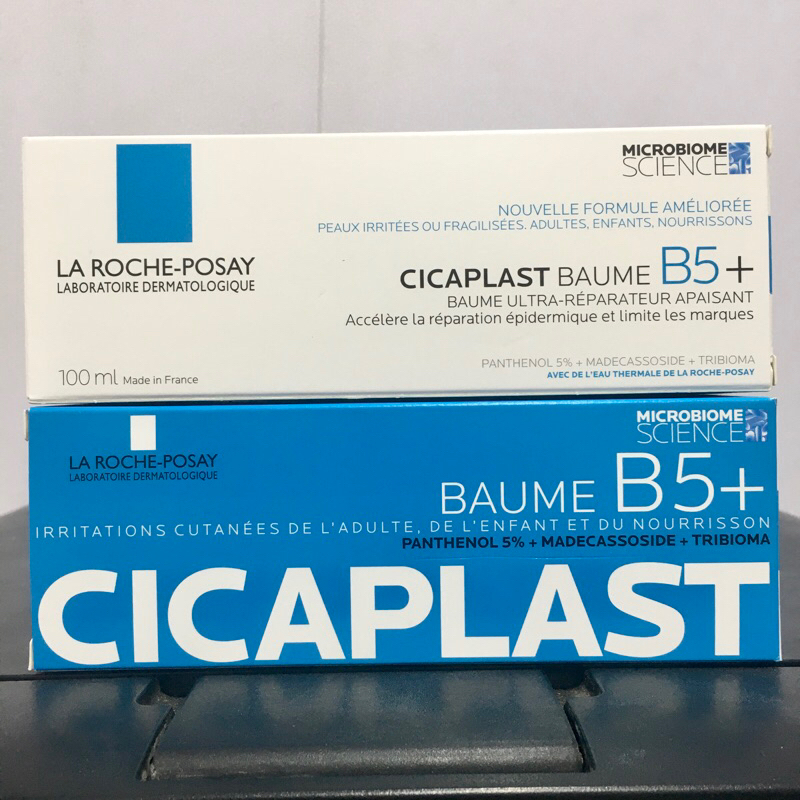 MICROBIOME
SCIENCE
NOUVELLE FORMULE AMÉLIORÉE
PEAUX IRRITÉES OU FRAGILISÉES. ADULTES, ENFANTS, NOURRISSONS
LA ROCHE-POSAY
LABORATOIRE DERMATOLOGIQUE
CICAPLAST BAUME B5+
BAUME ULTRA-RÉPARATEUR APAISANT
Accélère la réparation épidermique et limite les marques
PANTHENOL 5% + MADECASSOSIDE + TRIBIOMA
AVEC DE L'EAU THERMALE DE LA ROCHE-POSAY
100 ml Made in France
MICROBIOME
SCIENCE
LA ROCHE-POSAY
LABORATOIRE DERMATOLOGIQUE
BAUME B5+
IRRITATIONS CUTANÉES DE L'ADULTE, DE L'ENFANT ET DU NOURRISSON
PANTHENOL 5% + MADECASSOSIDE + TRIBIOMA
CICAPLAST